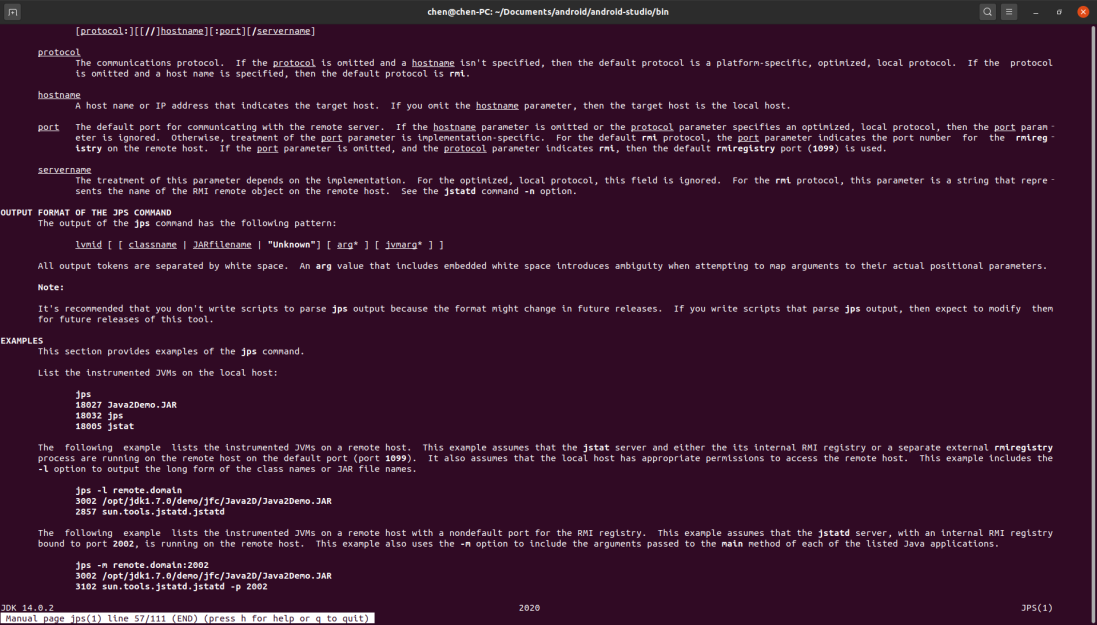 chen@chen-PC: ~/Documents/android/android-studio/bin
[protocol:][[//]hostname][:port][/servername]
protocol
The communications protocol.  If the protocol is omitted and a hostname isn't specified, then the default protocol is a platform-specific, optimized, local protocol.  If the  protocol
is omitted and a host name is specified, then the default protocol is rmi.
hostname
A host name or IP address that indicates the target host.  If you omit the hostname parameter, then the target host is the local host.
port   The default port for communicating with the remote server.  If the hostname parameter is omitted or the protocol parameter specifies an optimized, local protocol, then the port param‐
eter is ignored.  Otherwise, treatment of the port parameter is implementation-specific.  For the default rmi protocol, the port parameter indicates the port number  for  the  rmireg‐
istry on the remote host.  If the port parameter is omitted, and the protocol parameter indicates rmi, then the default rmiregistry port (1099) is used.
servername
The treatment of this parameter depends on the implementation.  For the optimized, local protocol, this field is ignored.  For the rmi protocol, this parameter is a string that repre‐
sents the name of the RMI remote object on the remote host.  See the jstatd command -n option.
OUTPUT FORMAT OF THE JPS COMMAND
The output of the jps command has the following pattern:
lvmid [ [ classname | JARfilename | "Unknown"] [ arg* ] [ jvmarg* ] ]
All output tokens are separated by white space.  An arg value that includes embedded white space introduces ambiguity when attempting to map arguments to their actual positional parameters.
Note:
It's recommended that you don't write scripts to parse jps output because the format might change in future releases.  If you write scripts that parse jps output, then expect to modify  them
for future releases of this tool.
EXAMPLES
This section provides examples of the jps command.
List the instrumented JVMs on the local host:
jps
18027 Java2Demo.JAR
18032 jps
18005 jstat
The  following  example  lists the instrumented JVMs on a remote host.  This example assumes that the jstat server and either the its internal RMI registry or a separate external rmiregistry
process are running on the remote host on the default port (port 1099).  It also assumes that the local host has appropriate permissions to access the remote host.  This example includes the
-l option to output the long form of the class names or JAR file names.
jps -l remote.domain
3002 /opt/jdk1.7.0/demo/jfc/Java2D/Java2Demo.JAR
2857 sun.tools.jstatd.jstatd
The  following  example  lists the instrumented JVMs on a remote host with a nondefault port for the RMI registry.  This example assumes that the jstatd server, with an internal RMI registry
bound to port 2002, is running on the remote host.  This example also uses the -m option to include the arguments passed to the main method of each of the listed Java applications.
jps -m remote.domain:2002
3002 /opt/jdk1.7.0/demo/jfc/Java2D/Java2Demo.JAR
3102 sun.tools.jstatd.jstatd -p 2002
JDK 14.0.2 2020 JPS(1)
Manual page jps(1) line 57/111 (END) (press h for help or q to quit)